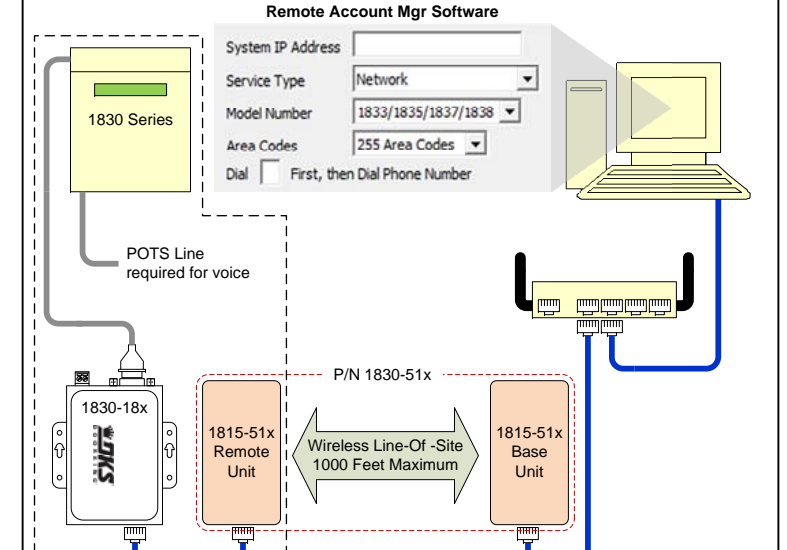 Remote Account Mgr Software
System IP Address
Service Type Network
Model Number 1833/1835/1837/1838
Area Codes 255 Area Codes
Dial First, then Dial Phone Number
1830 Series
POTS Line
required for voice
P/N 1830-51x
1830-18x
DKS
DOORKING
1815-51x
Remote
Unit
Wireless Line-Of -Site
1000 Feet Maximum
1815-51x
Base
Unit